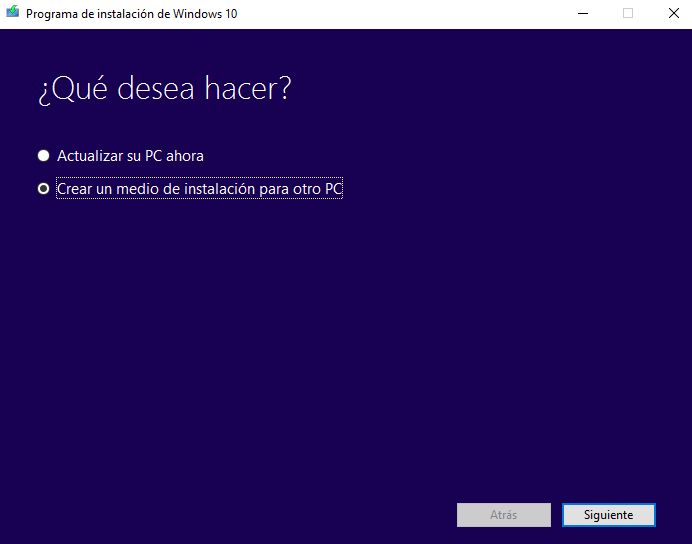 Programa de instalación de Windows 10
¿Qué desea hacer?
Actualizar su PC ahora
Crear un medio de instalación para otro PC
Atrás
Siguiente